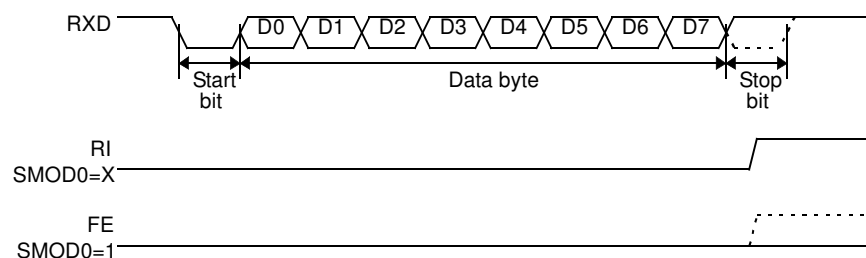 RXD D0 D1 D2 D3 D4 D5 D6 D7
Start Data byte Stop
bit bit
RI
SMOD0=X
FE
SMOD0=1